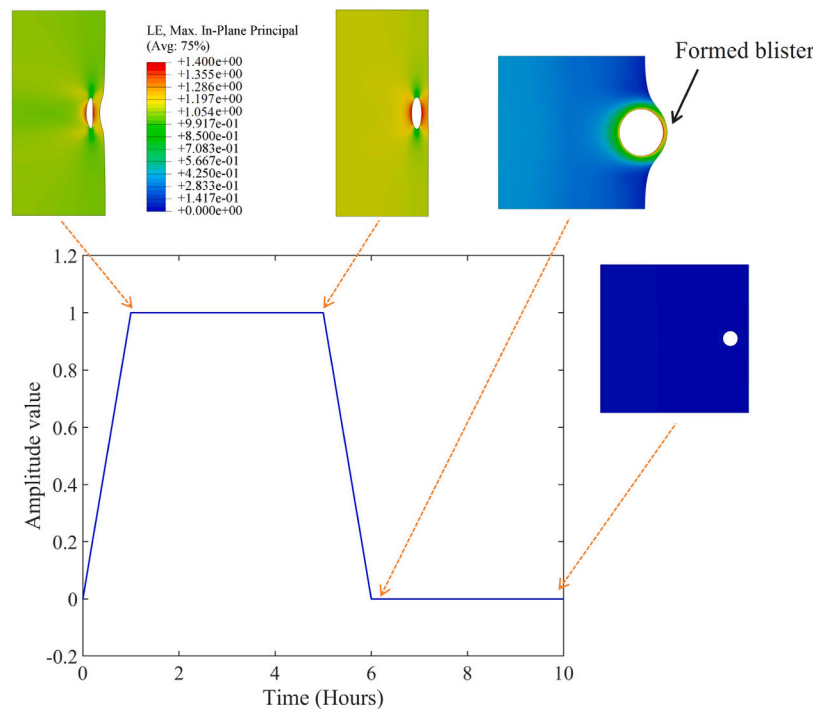 LE, Max. In-Plane Principal
(Avg: 75%)
+1.400e+00
+1.355e+00
+1.286e+00
+1.197e+00
+1.054e+00
+9.917e-01
+8.500e-01
+7.083e-01
+5.667e-01
+4.250e-01
+2.833e-01
+1.417e-01
+0.000e+00
Formed blister
1.2
1
0.8
0.6
0.4
0.2
0
-0.2
Amplitude value
0 2 4 6 8 10
Time (Hours)